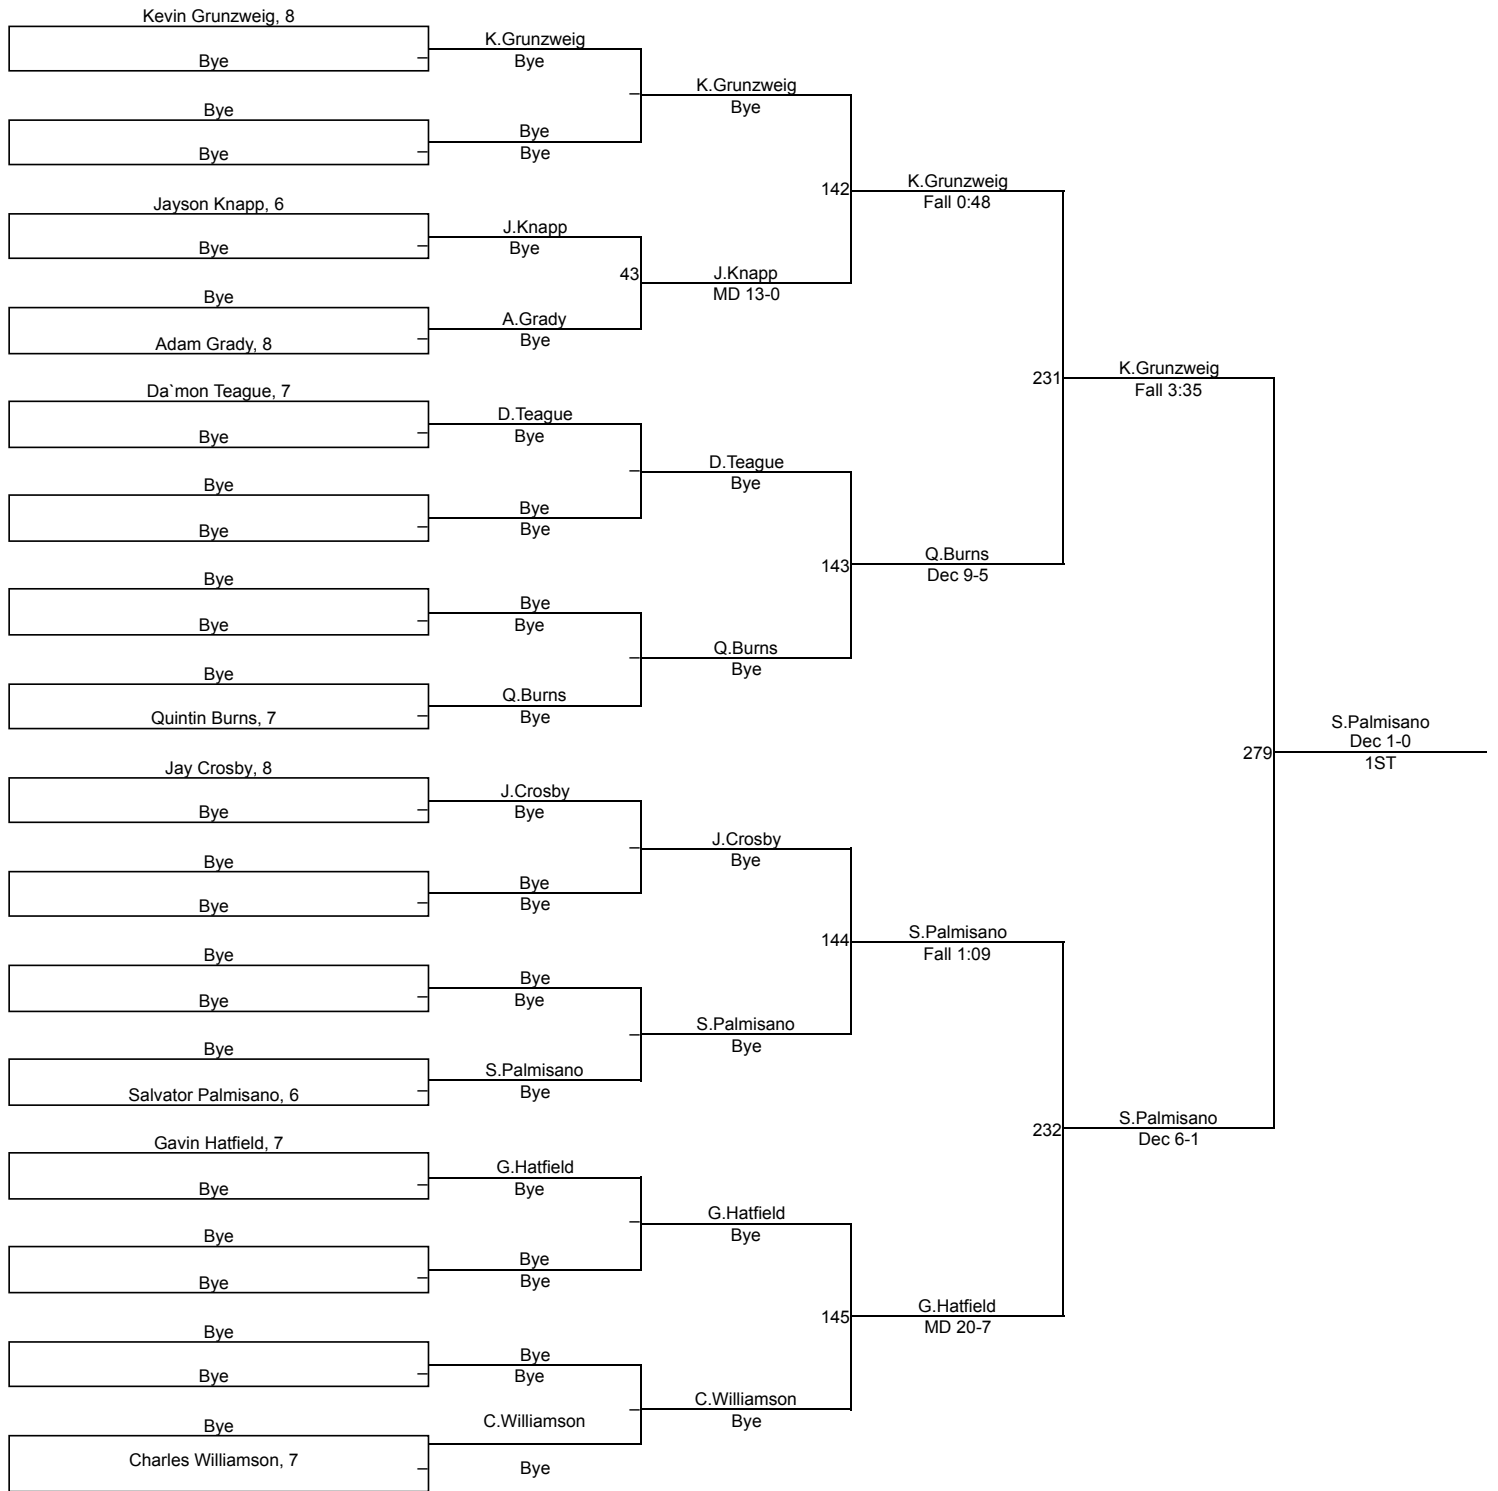 Kevin Grunzweig, 8
Bye
Bye
Bye
Jayson Knapp, 6
Bye
Bye
Adam Grady, 8
Da`mon Teague, 7
Bye
Bye
Bye
Bye
Bye
Bye
Quintin Burns, 7
Jay Crosby, 8
Bye
Bye
Bye
Bye
Bye
Bye
Salvator Palmisano, 6
Gavin Hatfield, 7
Bye
Bye
Bye
Bye
Bye
Bye
Charles Williamson, 7
K.Grunzweig
Bye
Bye
Bye
J.Knapp
Bye
43
A.Grady
Bye
D.Teague
Bye
Bye
Bye
Bye
Bye
Q.Burns
Bye
J.Crosby
Bye
Bye
Bye
Bye
Bye
S.Palmisano
Bye
G.Hatfield
Bye
Bye
Bye
Bye
Bye
C.Williamson
Bye
K.Grunzweig
Bye
142
J.Knapp
MD 13-0
D.Teague
Bye
143
Q.Burns
Bye
J.Crosby
Bye
144
S.Palmisano
Bye
G.Hatfield
Bye
145
C.Williamson
Bye
K.Grunzweig
Fall 0:48
231
Q.Burns
Dec 9-5
S.Palmisano
Fall 1:09
232
G.Hatfield
MD 20-7
K.Grunzweig
Fall 3:35
279
S.Palmisano
Dec 6-1
S.Palmisano
Dec 1-0
1ST